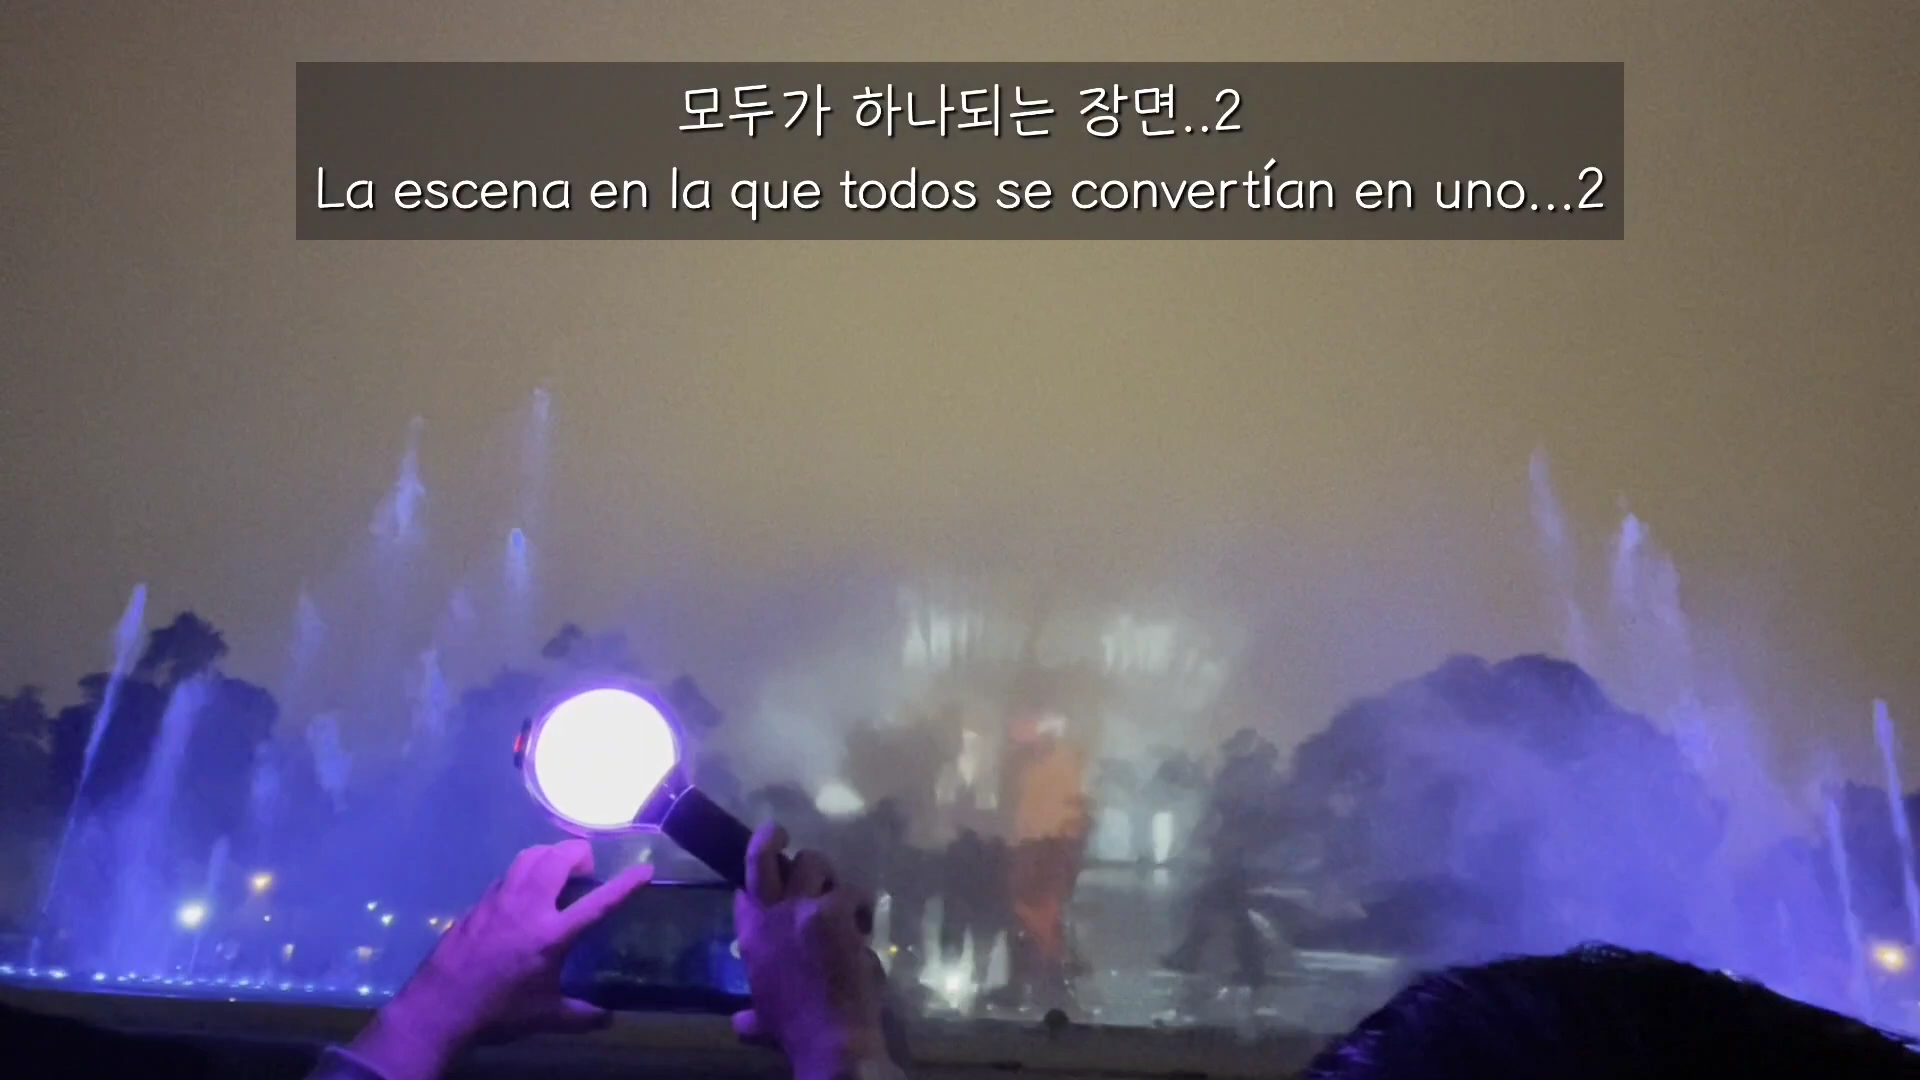 모두가 하나되는 장면..2
La escena en la que todos se convertían en uno...2